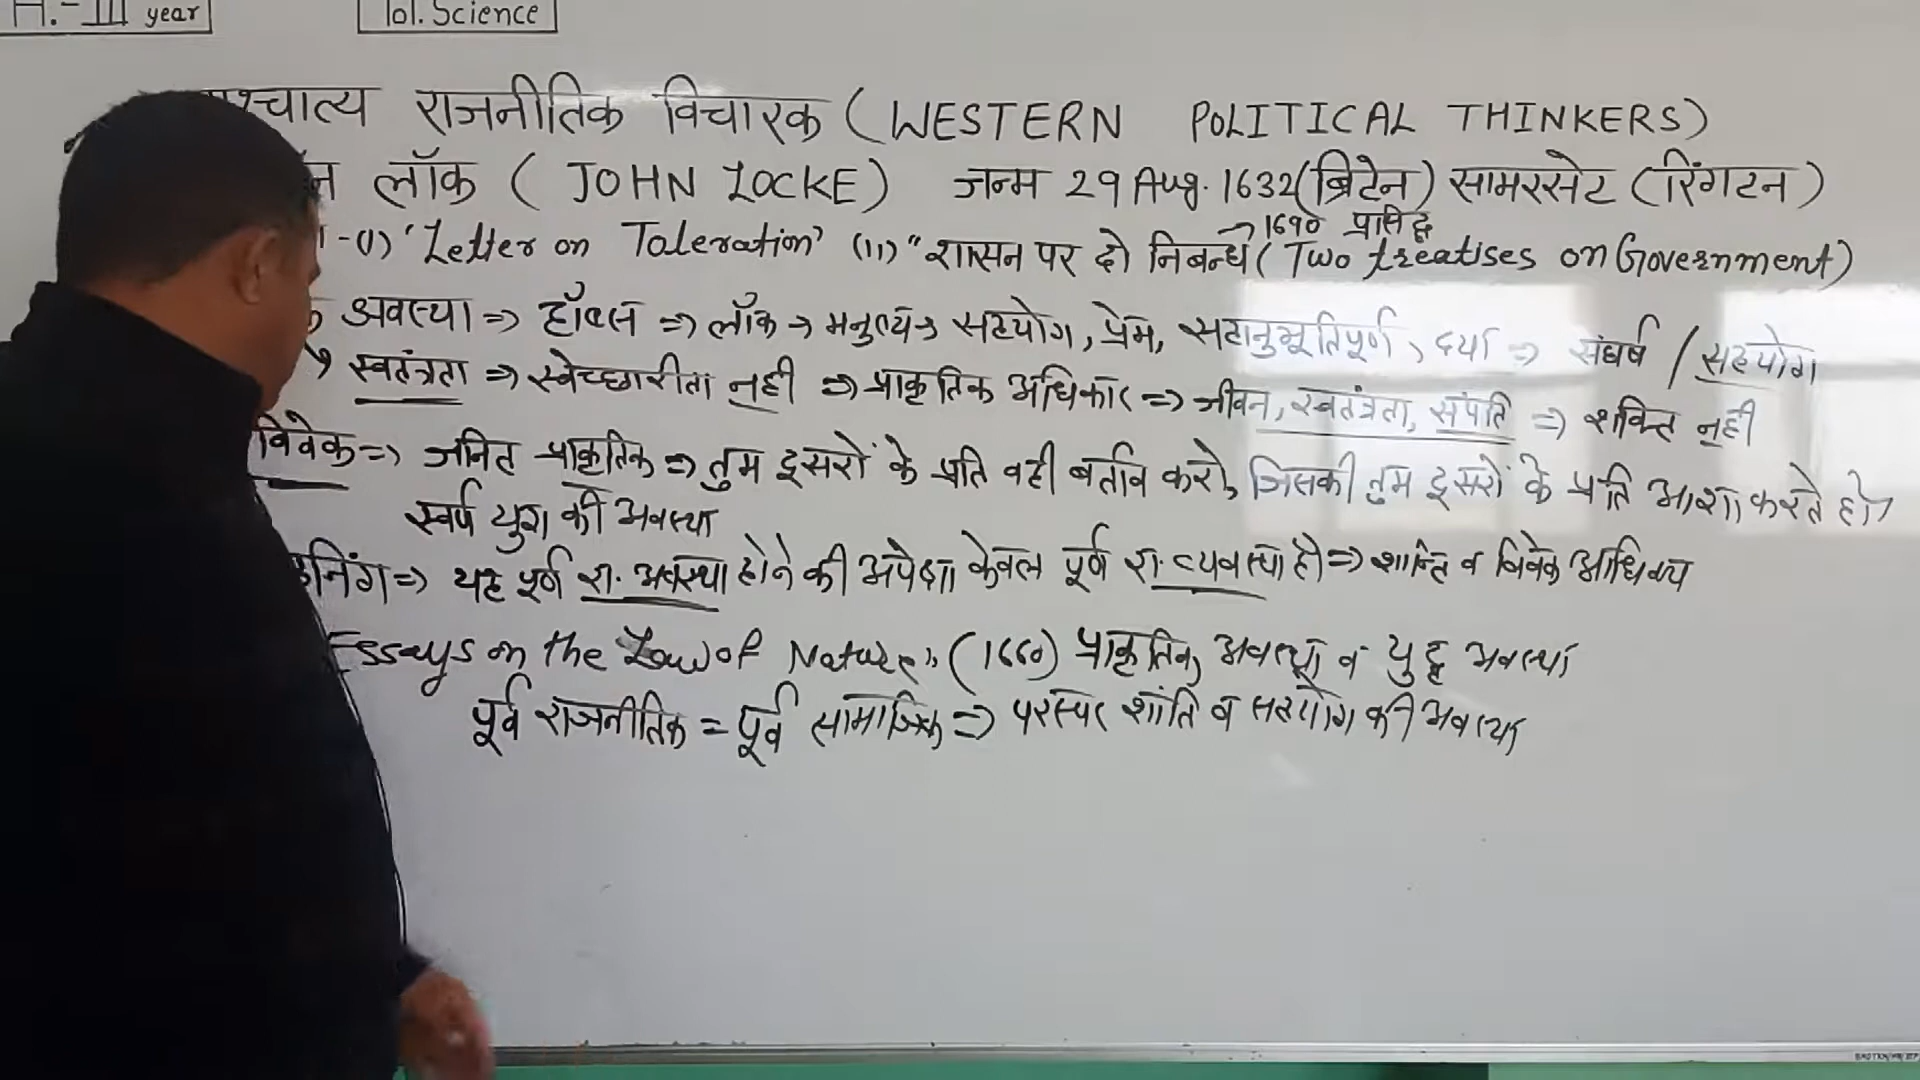 III year
Pol. Science
राजनीतिक विचारक (WESTERN POLITICAL THINKERS)
लॉक (JOHN LOCKE) जन्म 29 Aug. 1632(ब्रिटेन) सामरसेट (रिंगटन)
→ 1690 प्रसिद्ध
-(i) 'Letter on Toleration' (ii) "शासन पर दो निबन्ध (Two treatises on Government)
अवस्था ⇒ हॉब्स ⇒ लॉक → मनुष्य → सहयोग, प्रेम, सहानुभूतिपूर्ण, दया ⇒ संघर्ष / सहयोग
स्वतंत्रता ⇒ स्वेच्छारीता नही ⇒ प्राकृतिक अधिकार ⇒ जीवन, स्वतंत्रता, संपति ⇒ शक्ति नही
विवेक ⇒ जनित प्राकृतिक ⇒ तुम दूसरों के प्रति वही बर्ताव करो, जिसकी तुम दूसरों के प्रति आशा करते हो
स्वर्ण युग की अवस्था
⇒ यह पूर्ण रा. अवस्था होने की अपेक्षा केवल पूर्ण रा. व्यवस्था है ⇒ शान्ति व विवेक आधिक्य
Essays on the Law of Nature" (1660) प्राकृतिक अवस्था व युद्ध अवस्था
पूर्व राजनीतिक = पूर्व सामाजिक ⇒ परस्पर शांति व सहयोग की अवस्था